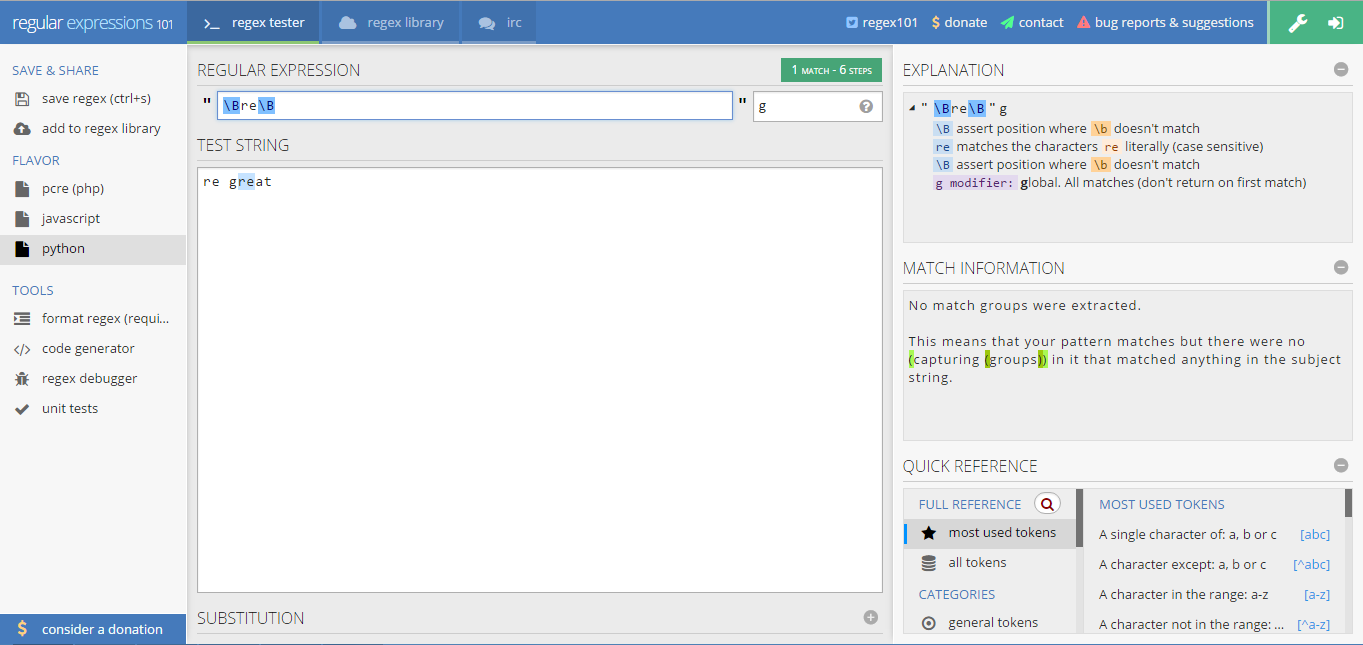 regular expressions 101
regex tester
regex library
irc
regex101
$ donate
contact
bug reports & suggestions
SAVE & SHARE
save regex (ctrl+s)
add to regex library
FLAVOR
pcre (php)
javascript
python
TOOLS
format regex (requi...
code generator
regex debugger
unit tests
$ consider a donation
REGULAR EXPRESSION
1 MATCH - 6 STEPS
" \Bre\B " g
TEST STRING
re great
SUBSTITUTION
EXPLANATION
" \Bre\B " g
\B assert position where \b doesn't match
re matches the characters re literally (case sensitive)
\B assert position where \b doesn't match
g modifier: global. All matches (don't return on first match)
MATCH INFORMATION
No match groups were extracted.
This means that your pattern matches but there were no
(capturing (groups)) in it that matched anything in the subject
string.
QUICK REFERENCE
FULL REFERENCE
most used tokens
all tokens
CATEGORIES
general tokens
MOST USED TOKENS
A single character of: a, b or c [abc]
A character except: a, b or c [^abc]
A character in the range: a-z [a-z]
A character not in the range: ... [^a-z]